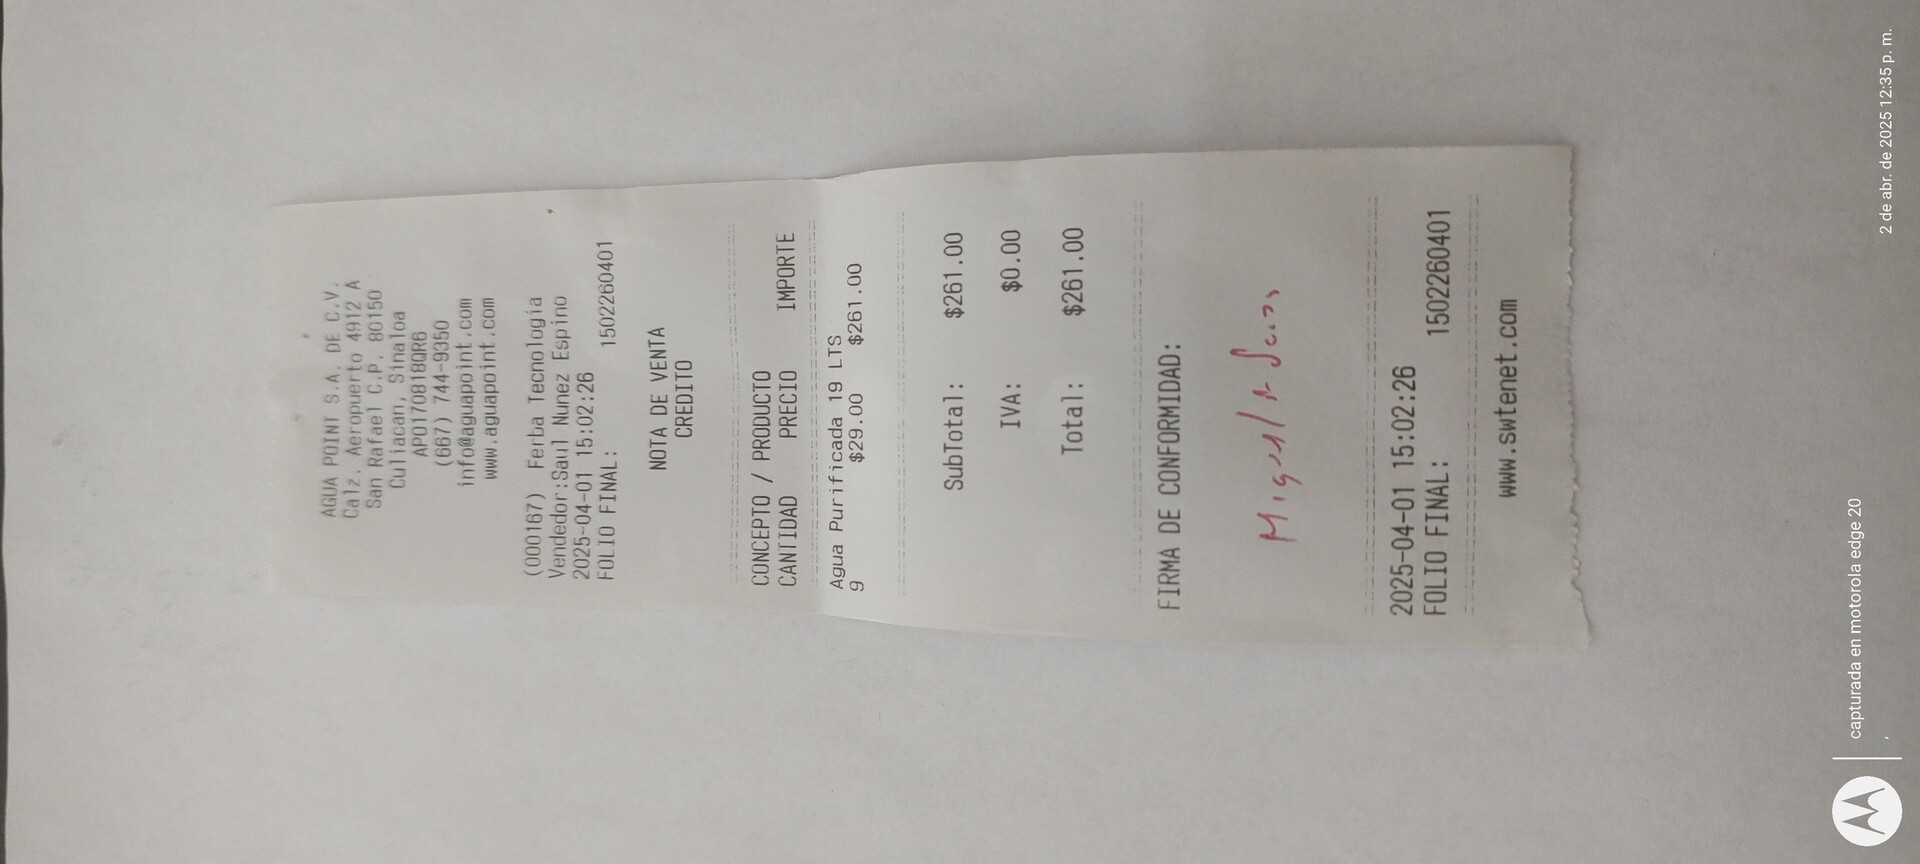 AGUA POINT S.A. DE C.V.
Calz. Aeropuerto 4912 A
San Rafael C.P. 80150
Culiacan, Sinaloa
APO170818QR6
(667) 744-9350
info@aguapoint.com
www.aguapoint.com
(000167) Ferba Tecnologia
Vendedor:Saul Nunez Espino
2025-04-01 15:02:26
FOLIO FINAL: 1502260401
NOTA DE VENTA
CREDITO
CONCEPTO / PRODUCTO
CANTIDAD PRECIO IMPORTE
Agua Purificada 19 LTS
9 $29.00 $261.00
SubTotal: $261.00
IVA: $0.00
Total: $261.00
FIRMA DE CONFORMIDAD:
Miguel A
2025-04-01 15:02:26
FOLIO FINAL: 1502260401
www.swtenet.com
capturada en motorola edge 20
2 de abr. de 2025 12:35 p. m.